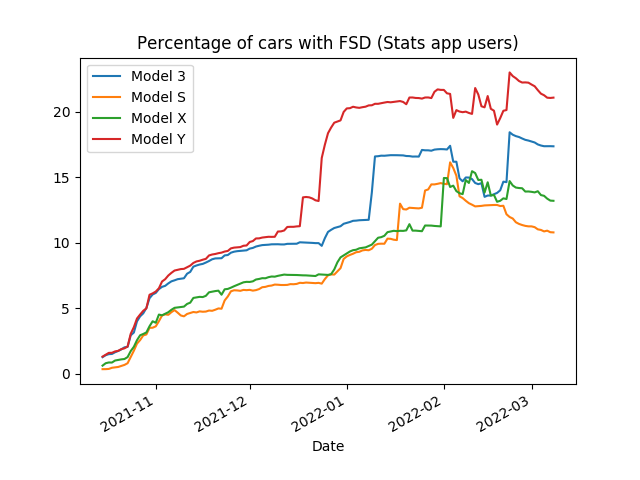 Percentage of cars with FSD (Stats app users)
Model 3
Model S
Model X
Model Y
20
15
10
5
0
2021-11
2021-12
2022-01
2022-02
2022-03
Date